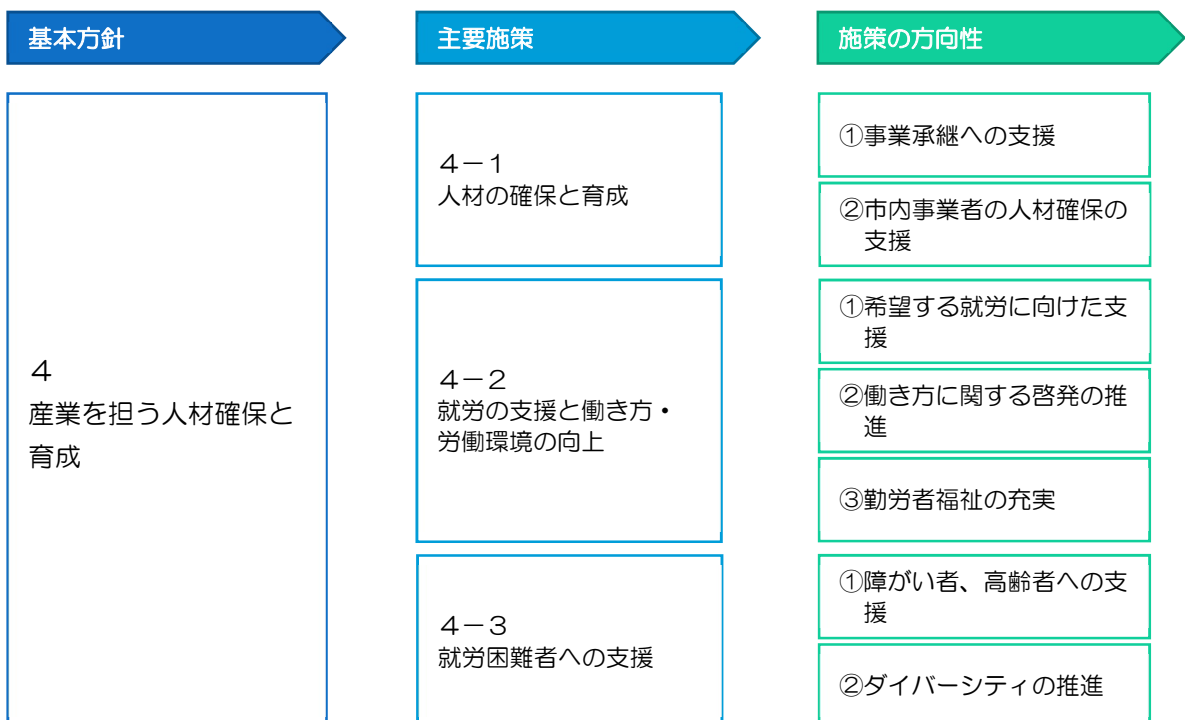 基本方針
主要施策
施策の方向性
4
産業を担う人材確保と
育成
4－1
人材の確保と育成
①事業承継への支援
②市内事業者の人材確保の
支援
4－2
就労の支援と働き方・
労働環境の向上
①希望する就労に向けた支
援
②働き方に関する啓発の推
進
③勤労者福祉の充実
4－3
就労困難者への支援
①障がい者、高齢者への支
援
②ダイバーシティの推進